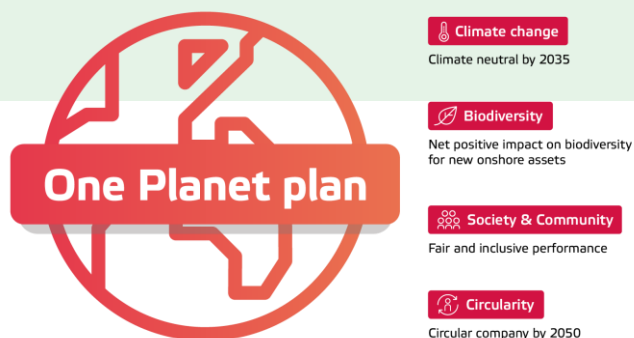 One Planet plan
Climate change
Climate neutral by 2035
Biodiversity
Net positive impact on biodiversity
for new onshore assets
Society & Community
Fair and inclusive performance
Circularity
Circular company by 2050